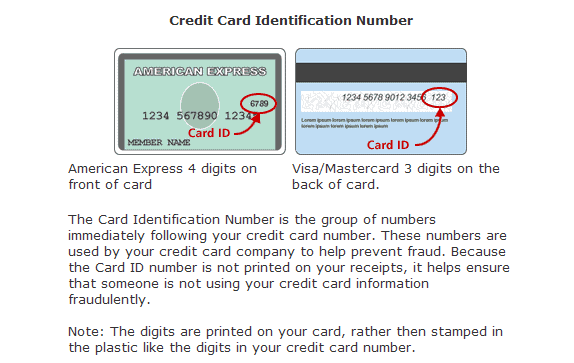 Credit Card Identification Number
AMERICAN EXPRESS
6789
1234 567890 12345
Card ID
MEMBER NAME
1234 5678 9012 3456 123
Lorem ipsum lorem ipsum lorem ipsum lorem ipsum lorem ipsum
lorem ipsum lorem ipsum lorem ipsum
Card ID
American Express 4 digits on
front of card
Visa/Mastercard 3 digits on the
back of card.
The Card Identification Number is the group of numbers
immediately following your credit card number. These numbers are
used by your credit card company to help prevent fraud. Because
the Card ID number is not printed on your receipts, it helps ensure
that someone is not using your credit card information
fraudulently.
Note: The digits are printed on your card, rather then stamped in
the plastic like the digits in your credit card number.